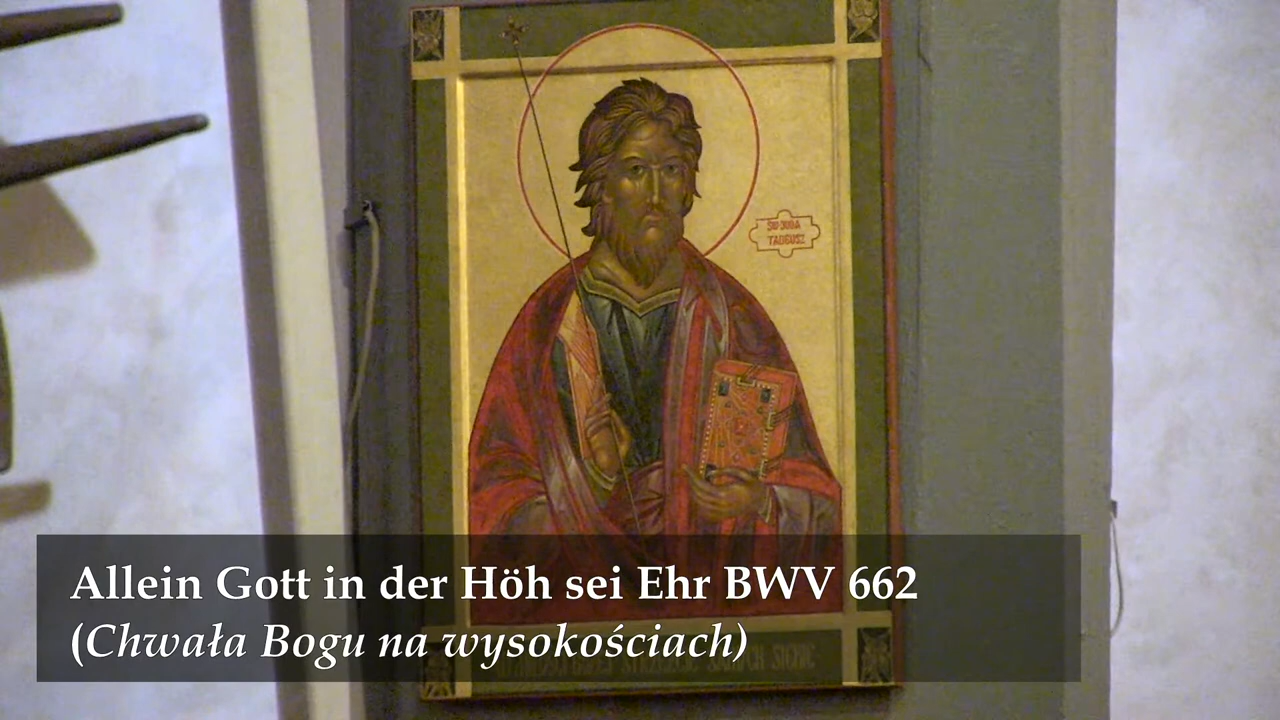 ŚW JUDA
TADEUSZ
Allein Gott in der Höh sei Ehr BWV 662
(Chwała Bogu na wysokościach)